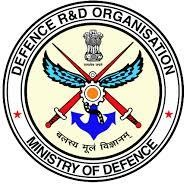 DEFENCE R&D ORGANISATION
बलस्य मूलं विज्ञानम्
MINISTRY OF DEFENCE